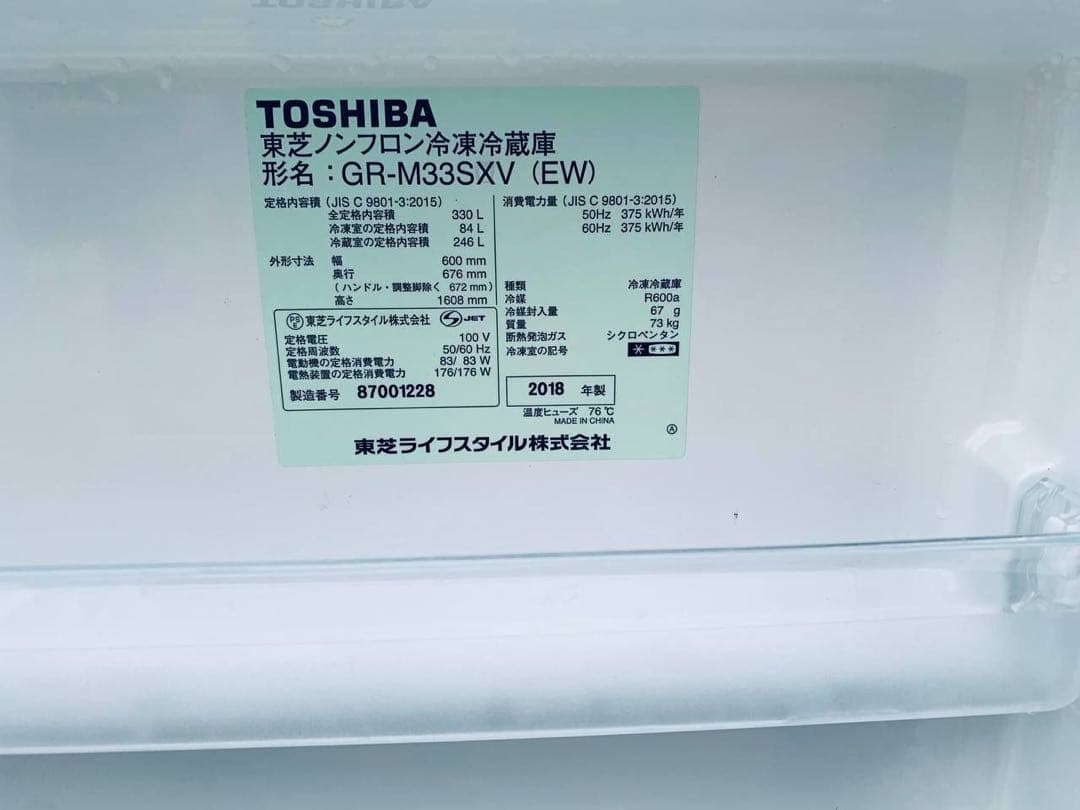 TOSHIBA
東芝ノンフロン冷凍冷蔵庫
形名：GR-M33SXV (EW)
定格内容積 (JIS C 9801-3:2015)
全定格内容積 330 L
冷凍室の定格内容積 84 L
冷蔵室の定格内容積 246 L
外形寸法 幅 600 mm
奥行 676 mm
(ハンドル・調整脚除く 672 mm)
高さ 1608 mm
PSE 東芝ライフスタイル株式会社 S JET
定格電圧 100 V
定格周波数 50/60 Hz
電動機の定格消費電力 83/ 83 W
電熱装置の定格消費電力 176/176 W
製造番号 87001228
消費電力量 (JIS C 9801-3:2015)
50Hz 375 kWh/年
60Hz 375 kWh/年
種類 冷凍冷蔵庫
冷媒 R600a
冷媒封入量 67 g
質量 73 kg
断熱発泡ガス シクロペンタン
冷凍室の記号 * ***
2018 年製
温度ヒューズ 76 ℃
MADE IN CHINA
Ⓐ
東芝ライフスタイル株式会社